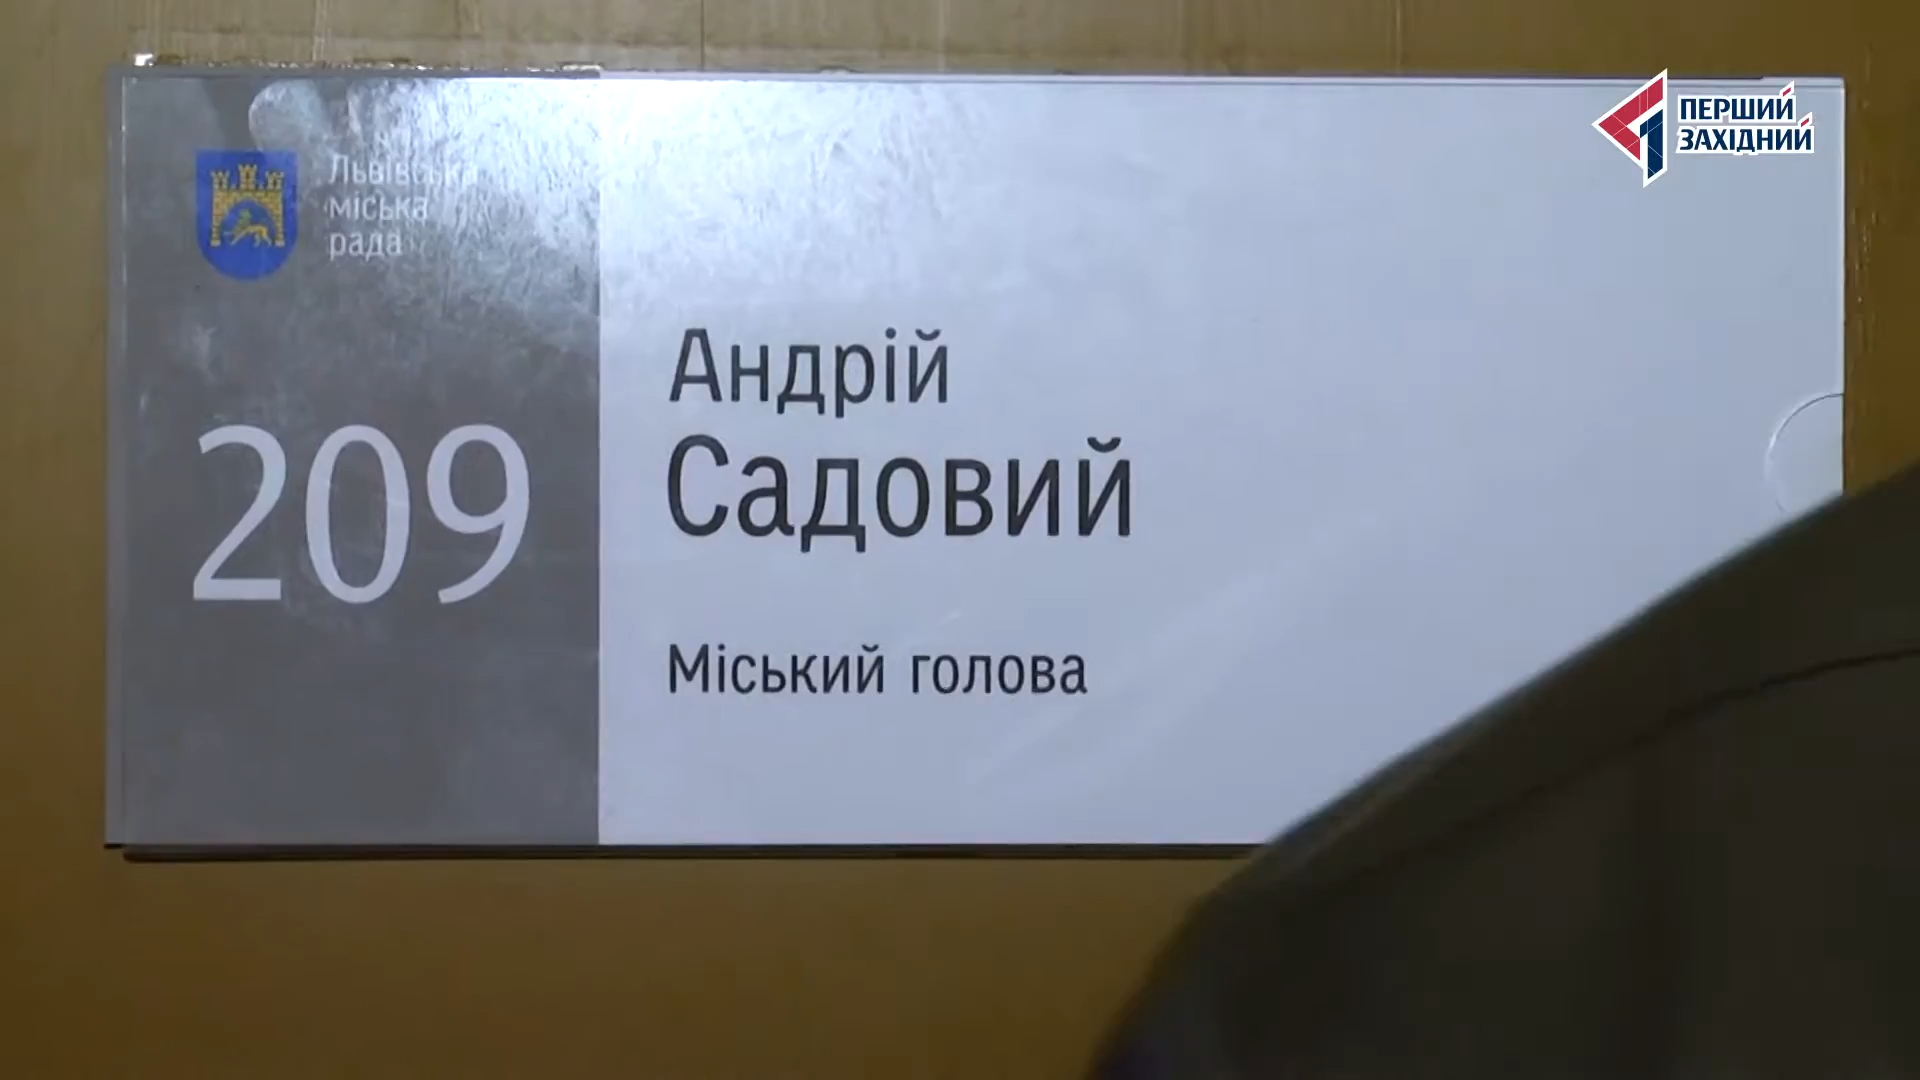 Львівська
міська
рада
209
Андрій
Садовий
Міський голова
ПЕРШИЙ
ЗАХІДНИЙ